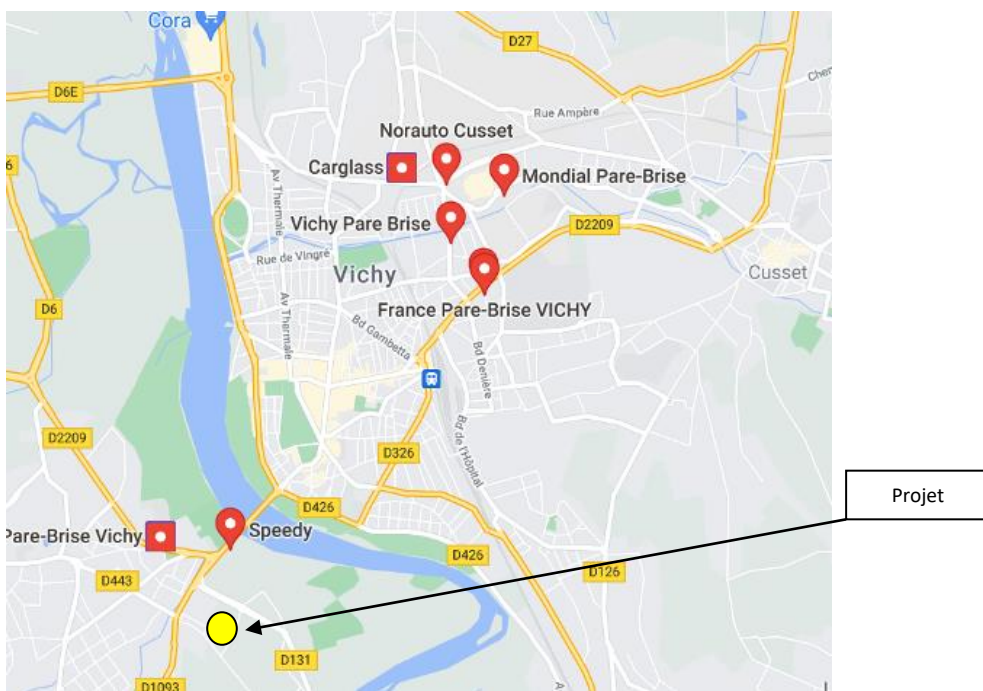 Cora
D27
D6E
Rue Ampère
Norauto Cusset
Carglass
Mondial Pare-Brise
6
Av Thermale
Vichy Pare Brise
D2209
Rue de Vingré
Vichy
Cusset
Av Thermale
France Pare-Brise VICHY
D6
Bd Gambetta
Bd Denière
D2209
D326
Bd de l'Hôpital
Projet
D426
Pare-Brise Vichy
Speedy
D426
D443
D126
D131
D1093